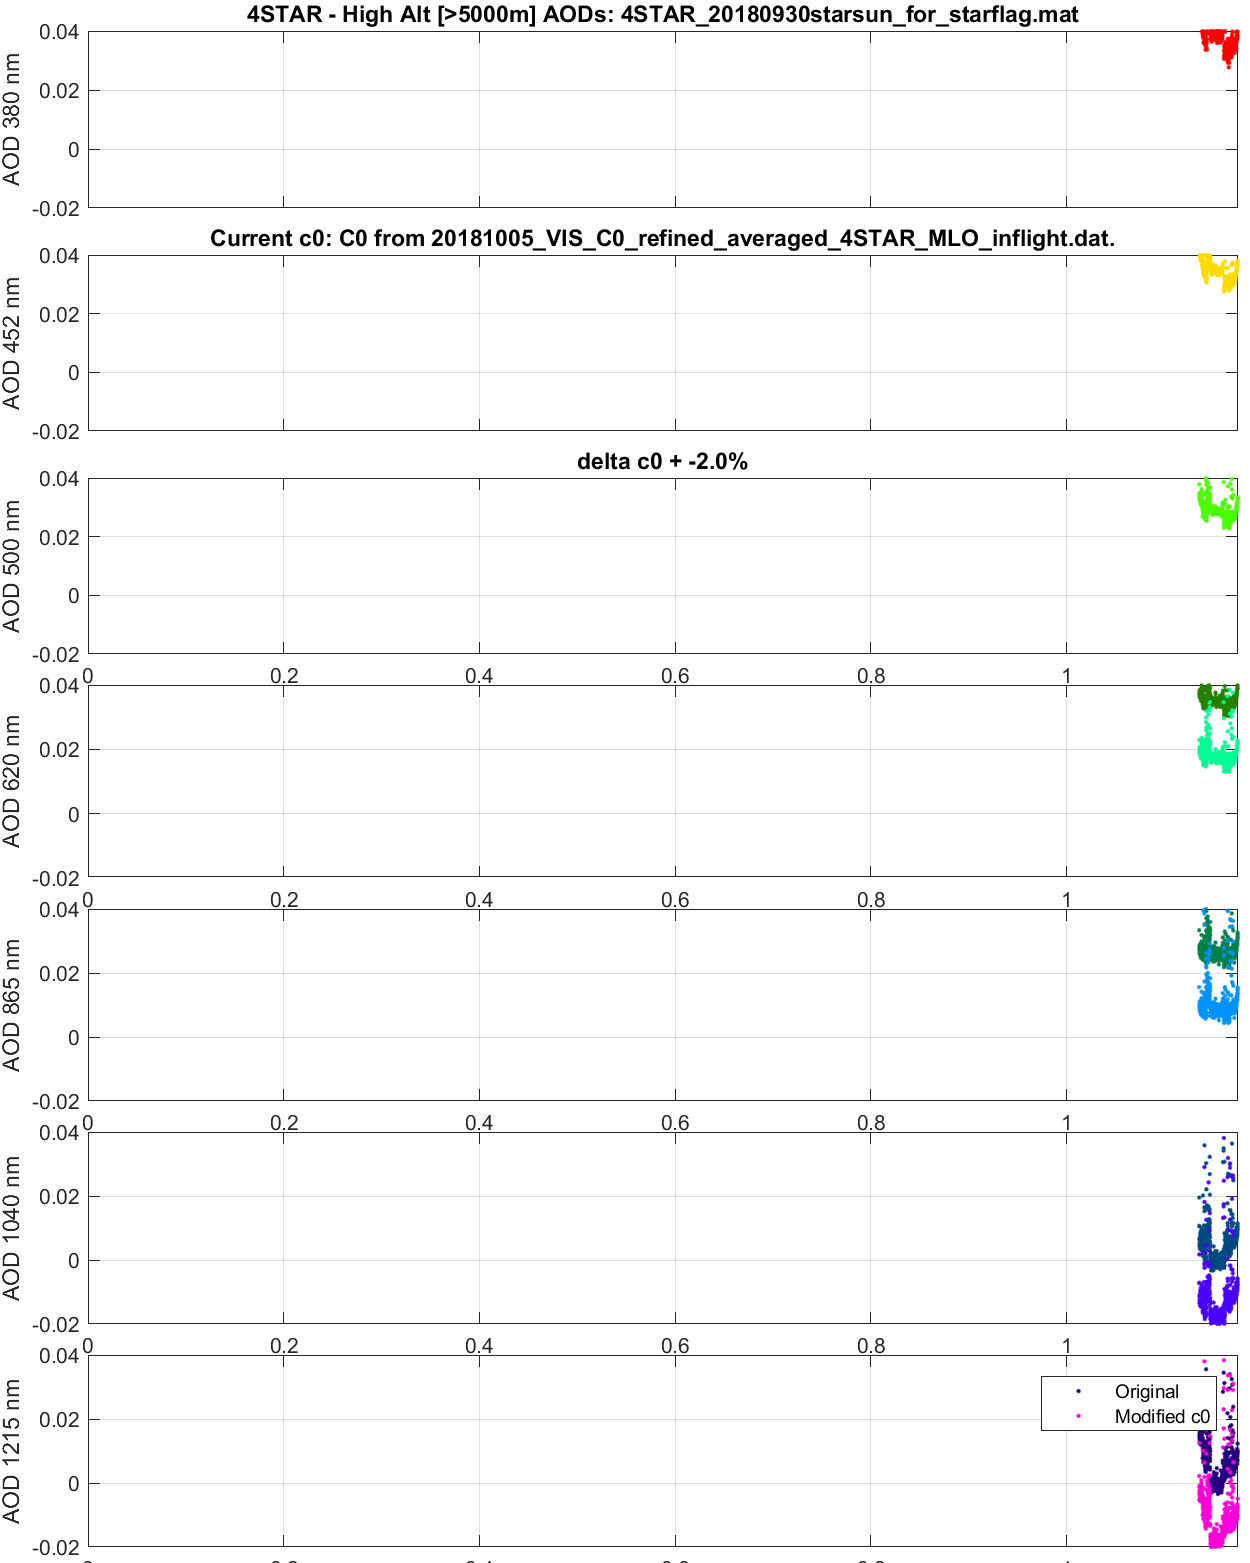 4STAR - High Alt [>5000m] AODs: 4STAR_20180930starsun_for_starflag.mat
0.04
0.02
0
-0.02
AOD 380 nm
Current c0: C0 from 20181005_VIS_C0_refined_averaged_4STAR_MLO_inflight.dat.
0.04
0.02
0
-0.02
AOD 452 nm
delta c0 + -2.0%
0.04
0.02
0
-0.02
AOD 500 nm
0 0.2 0.4 0.6 0.8 1
0.04
0.02
0
-0.02
AOD 620 nm
0 0.2 0.4 0.6 0.8 1
0.04
0.02
0
-0.02
AOD 865 nm
0 0.2 0.4 0.6 0.8 1
0.04
0.02
0
-0.02
AOD 1040 nm
0 0.2 0.4 0.6 0.8 1
0.04
0.02
0
-0.02
AOD 1215 nm
Original
Modified c0